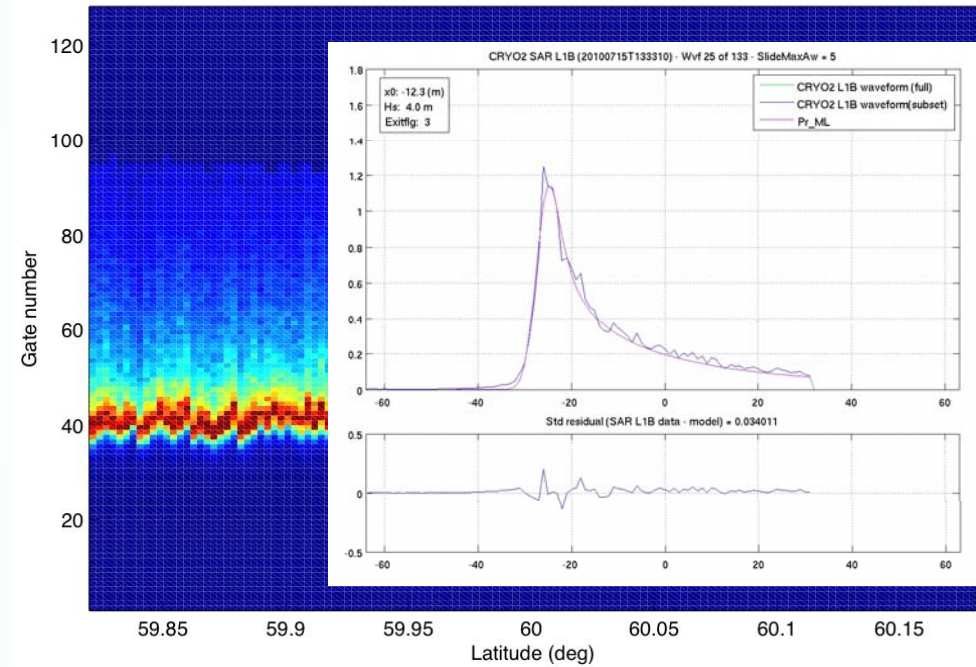 120
100
80
60
40
20
Gate number
59.85 59.9 59.95 60 60.05 60.1 60.15
Latitude (deg)
CRYO2 SAR L1B (20100715T133310) - Wvf 25 of 133 - SlideMaxAw = 5
x0: -12.3 (m)
Hs: 4.0 m
Exitflg: 3
CRYO2 L1B waveform (full)
CRYO2 L1B waveform(subset)
Pr_ML
1.8
1.6
1.4
1.2
1
0.8
0.6
0.4
0.2
0
-60 -40 -20 0 20 40 60
Std residual (SAR L1B data - model) = 0.034011
0.5
0
-0.5
-60 -40 -20 0 20 40 60